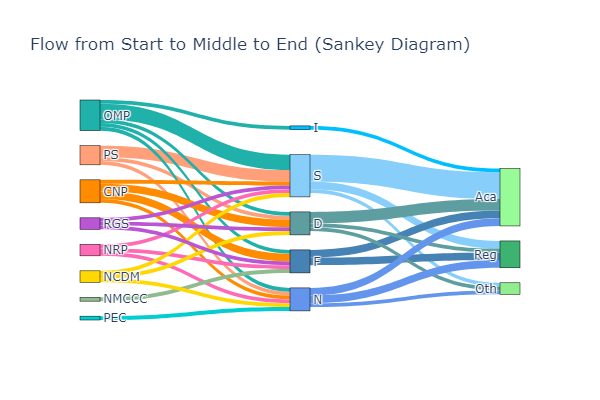 Flow from Start to Middle to End (Sankey Diagram)
OMP
PS
CNP
RGS
NRP
NCDM
NMCCC
PEC
I
S
D
F
N
Aca
Reg
Oth